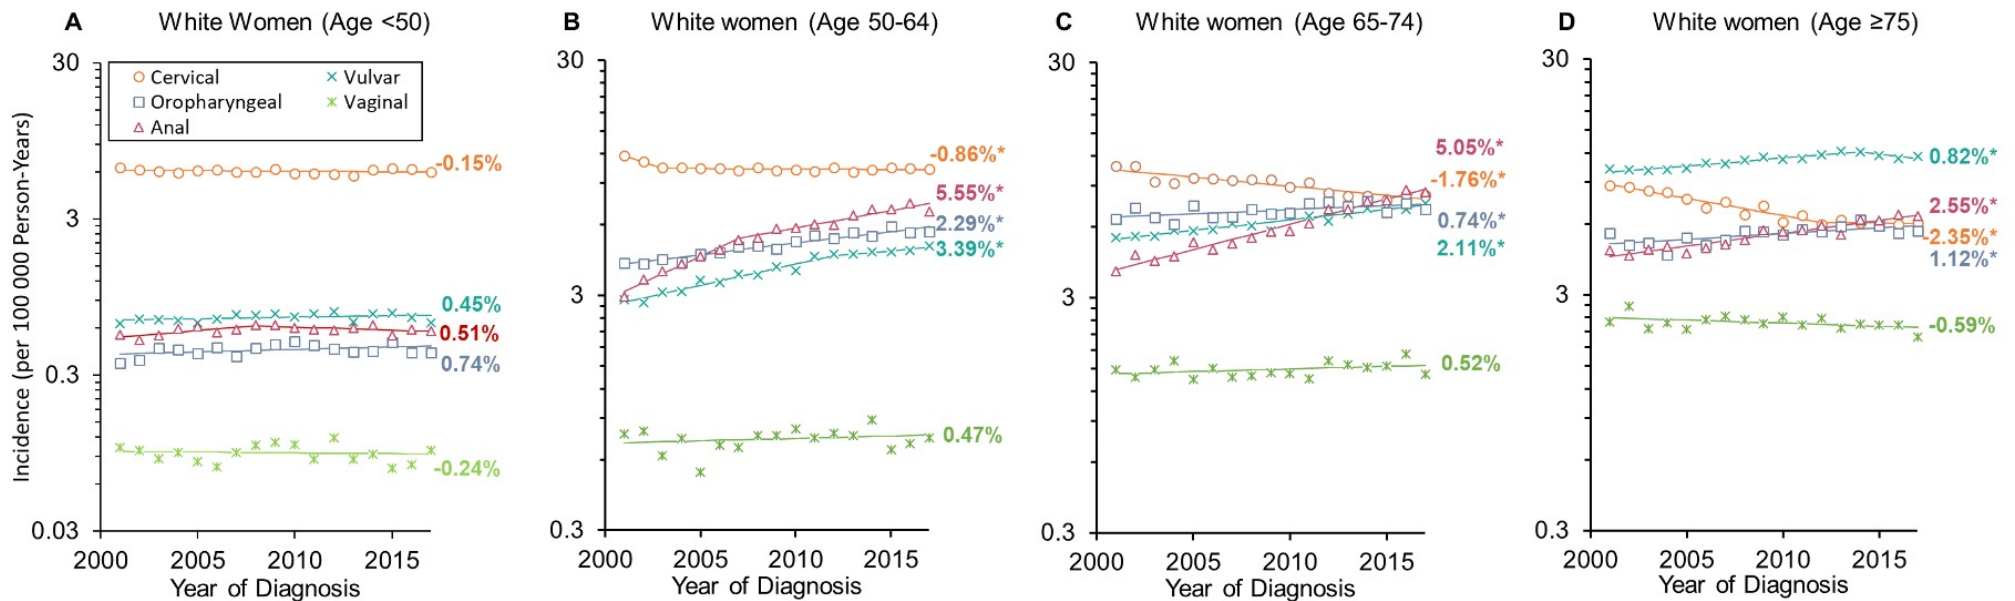 A White Women (Age <50)
Incidence (per 100 000 Person-Years)
30
3
0.3
0.03
Cervical
Vulvar
Oropharyngeal
Vaginal
Anal
-0.15%
0.45%
0.51%
0.74%
-0.24%
2000 2005 2010 2015
Year of Diagnosis
B White women (Age 50-64)
30
3
0.3
-0.86%*
5.55%*
2.29%*
3.39%*
0.47%
2000 2005 2010 2015
Year of Diagnosis
C White women (Age 65-74)
30
3
0.3
5.05%*
-1.76%*
0.74%*
2.11%*
0.52%
2000 2005 2010 2015
Year of Diagnosis
D White women (Age ≥75)
30
3
0.3
0.82%*
2.55%*
-2.35%*
1.12%*
-0.59%
2000 2005 2010 2015
Year of Diagnosis